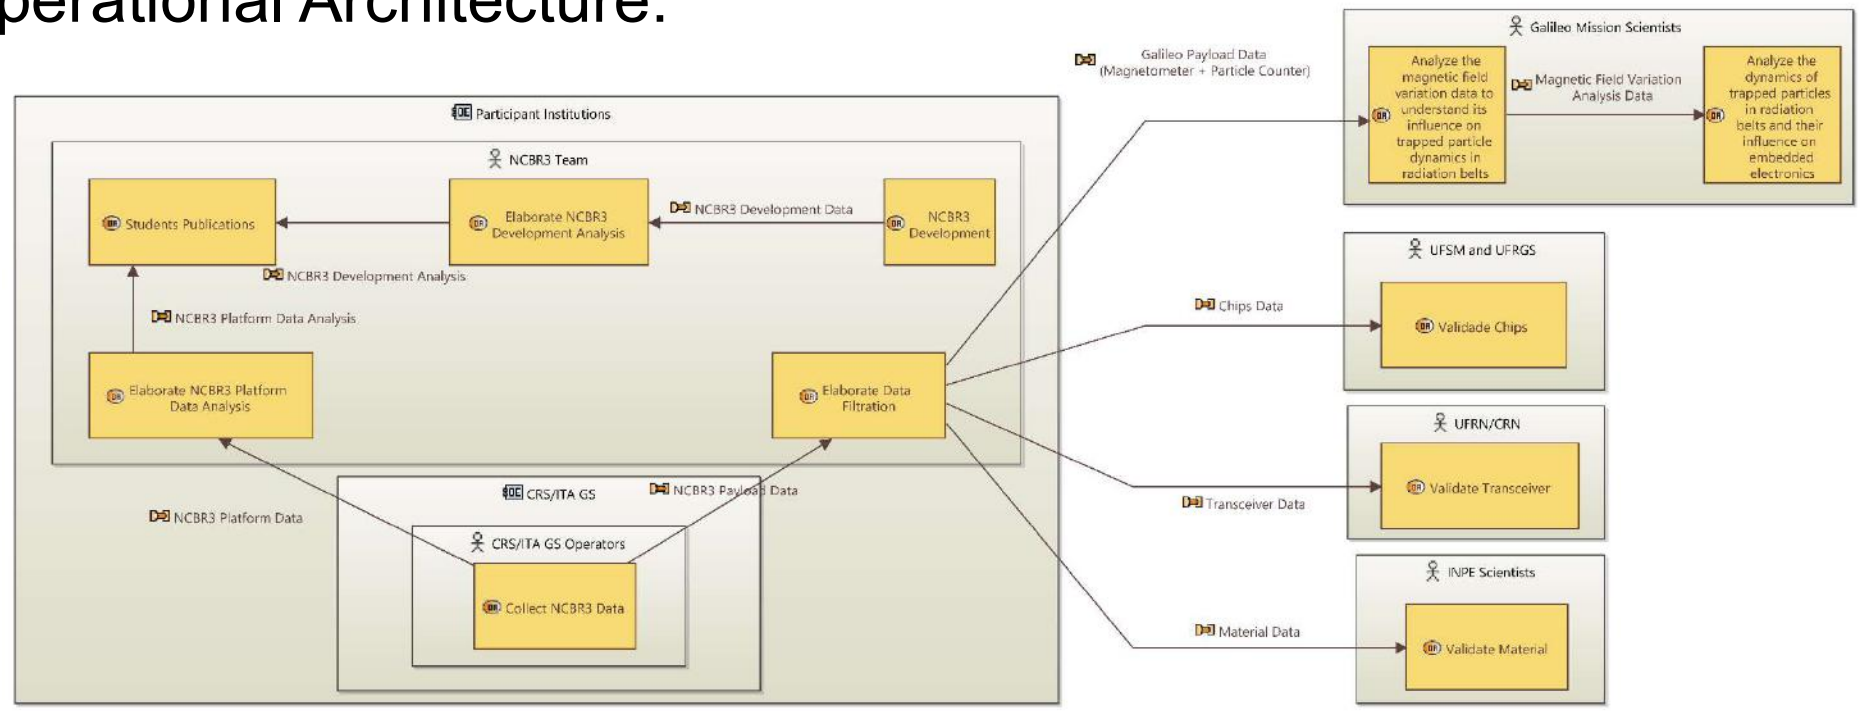 perational Architecture.
Participant Institutions
NCBR3 Team
Students Publications
Elaborate NCBR3
Development Analysis
NCBR3 Development Data
NCBR3
Development
NCBR3 Development Analysis
NCBR3 Platform Data Analysis
Elaborate NCBR3 Platform
Data Analysis
Elaborate Data
Filtration
NCBR3 Platform Data
CRS/ITA GS
NCBR3 Payload Data
CRS/ITA GS Operators
Collect NCBR3 Data
Galileo Payload Data
(Magnetometer + Particle Counter)
Galileo Mission Scientists
Analyze the
magnetic field
variation data to
understand its
influence on
trapped particle
dynamics in
radiation belts
Magnetic Field Variation
Analysis Data
Analyze the
dynamics of
trapped particles
in radiation
belts and their
influence on
embedded
electronics
Chips Data
UFSM and UFRGS
Validade Chips
Transceiver Data
UFRN/CRN
Validate Transceiver
Material Data
INPE Scientists
Validate Material